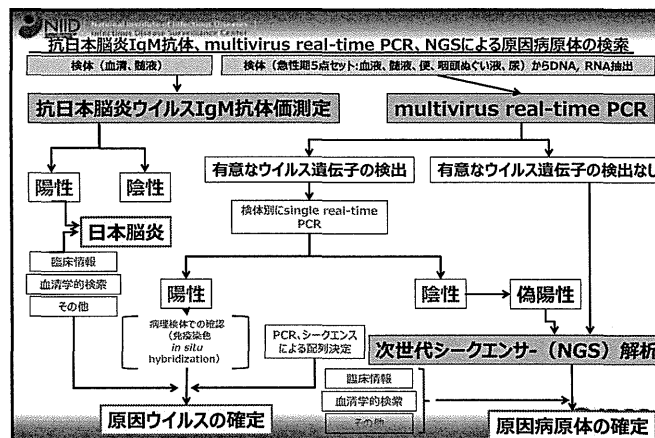 NIID
National Institute of Infectious Diseases
Infectious Disease Surveillance Center
抗日本脳炎IgM抗体、multivirus real-time PCR、NGSによる原因病原体の検索
検体（血清、髄液）
検体（急性期5点セット:血液、髄液、便、咽頭ぬぐい液、尿）から5DNA, RNA抽出
抗日本脳炎ウイルスIgM抗体価測定
multivirus real-time PCR
有意なウイルス遺伝子の検出
有意なウイルス遺伝子の検出なし
陽性
陰性
検体別にsingle real-time
PCR
日本脳炎
臨床情報
血清学的検索
その他
陽性
陰性
偽陽性
病理検体での確認
（免疫染色
in situ
hybridization）
PCR、シークエンス
による配列決定
次世代シークエンサｰ（NGS）解析
臨床情報
血清学的検索
その他
原因ウイルスの確定
原因病原体の確定